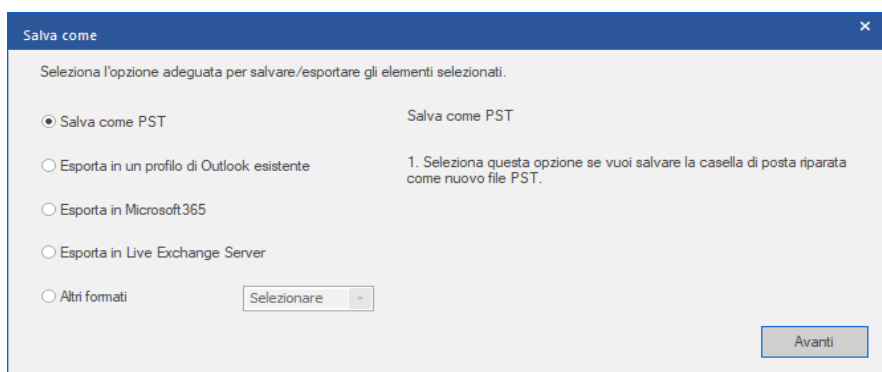 Salva come
Seleziona l'opzione adeguata per salvare/esportare gli elementi selezionati.
Salva come PST
Esporta in un profilo di Outlook esistente
Esporta in Microsoft365
Esporta in Live Exchange Server
Altri formati
Selezionare
Salva come PST
1. Seleziona questa opzione se vuoi salvare la casella di posta riparata
come nuovo file PST.
Avanti